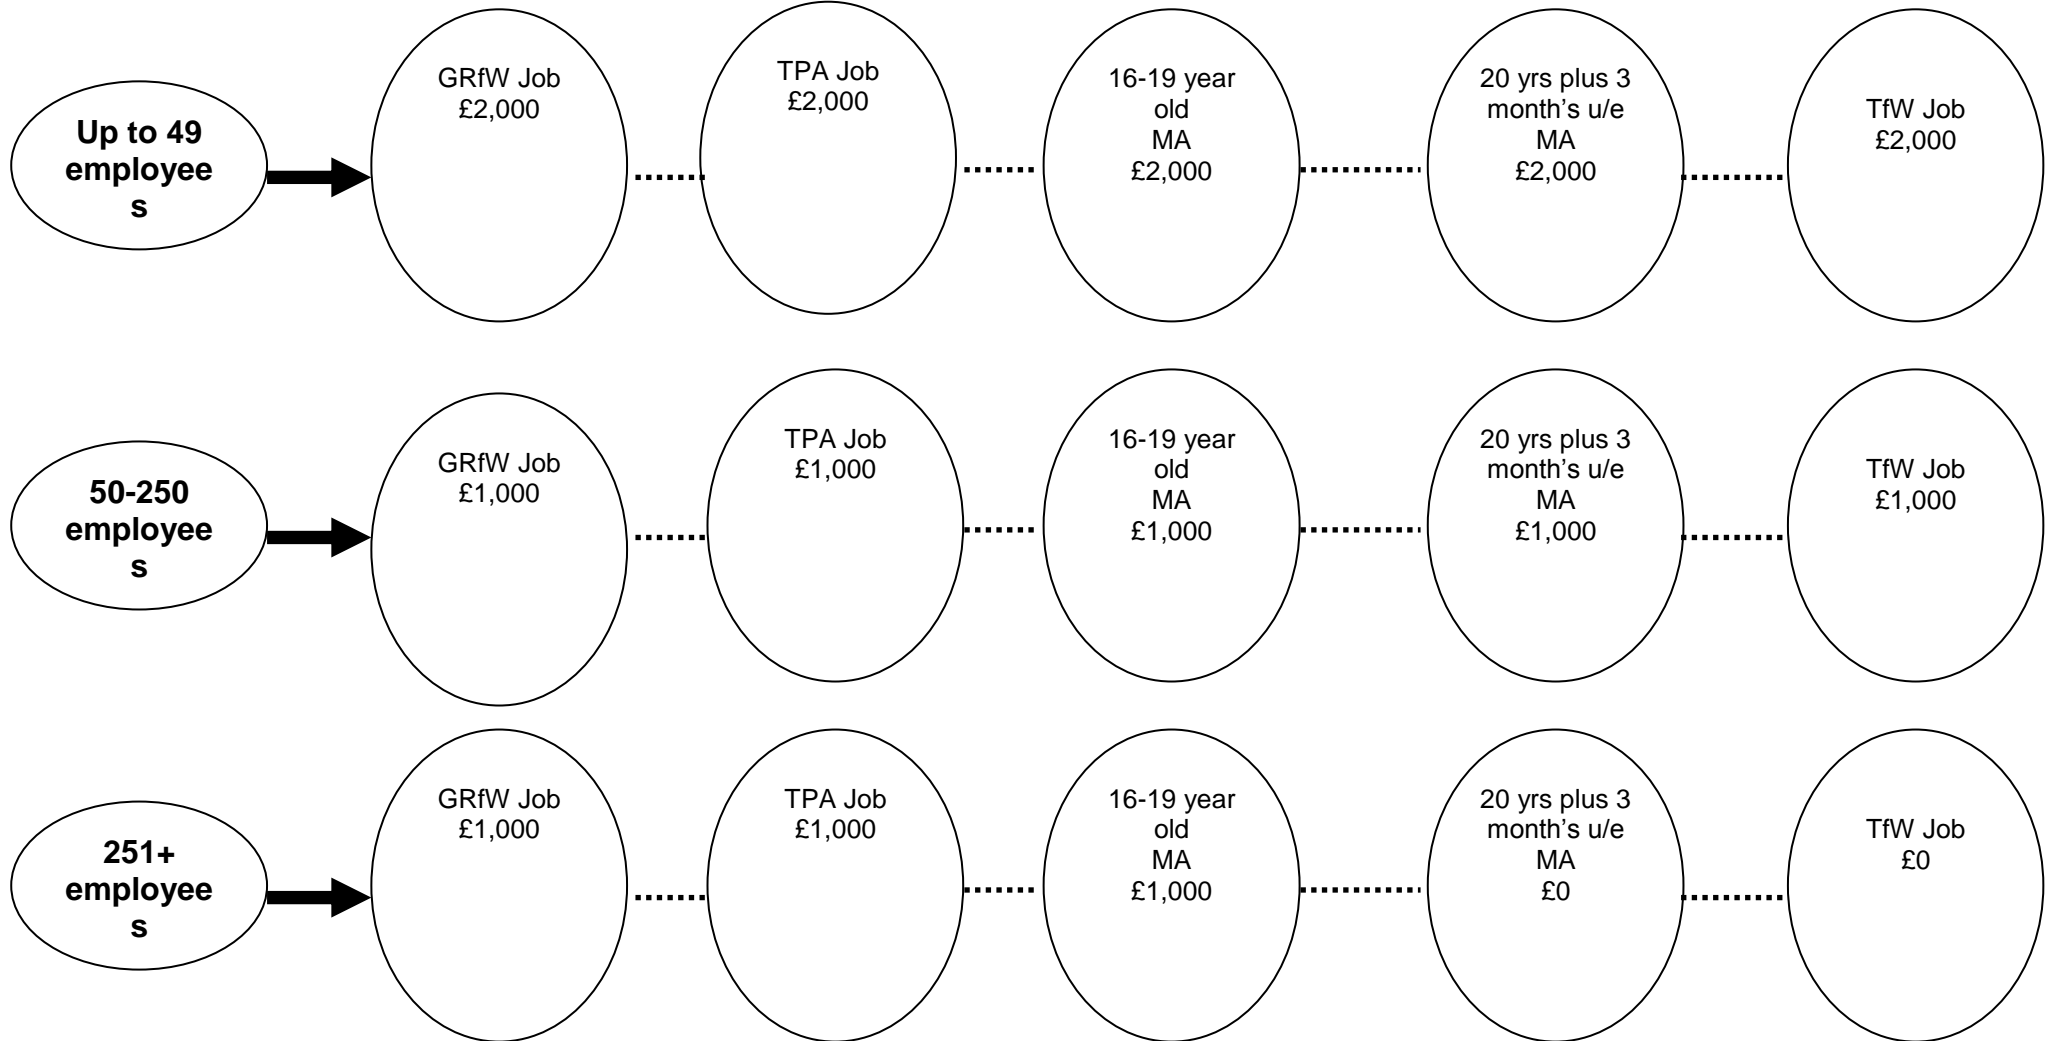 Up to 49
employee
s
GRfW Job
£2,000
TPA Job
£2,000
16-19 year
old
MA
£2,000
20 yrs plus 3
month’s u/e
MA
£2,000
TfW Job
£2,000
50-250
employee
s
GRfW Job
£1,000
TPA Job
£1,000
16-19 year
old
MA
£1,000
20 yrs plus 3
month’s u/e
MA
£1,000
TfW Job
£1,000
251+
employee
s
GRfW Job
£1,000
TPA Job
£1,000
16-19 year
old
MA
£1,000
20 yrs plus 3
month’s u/e
MA
£0
TfW Job
£0